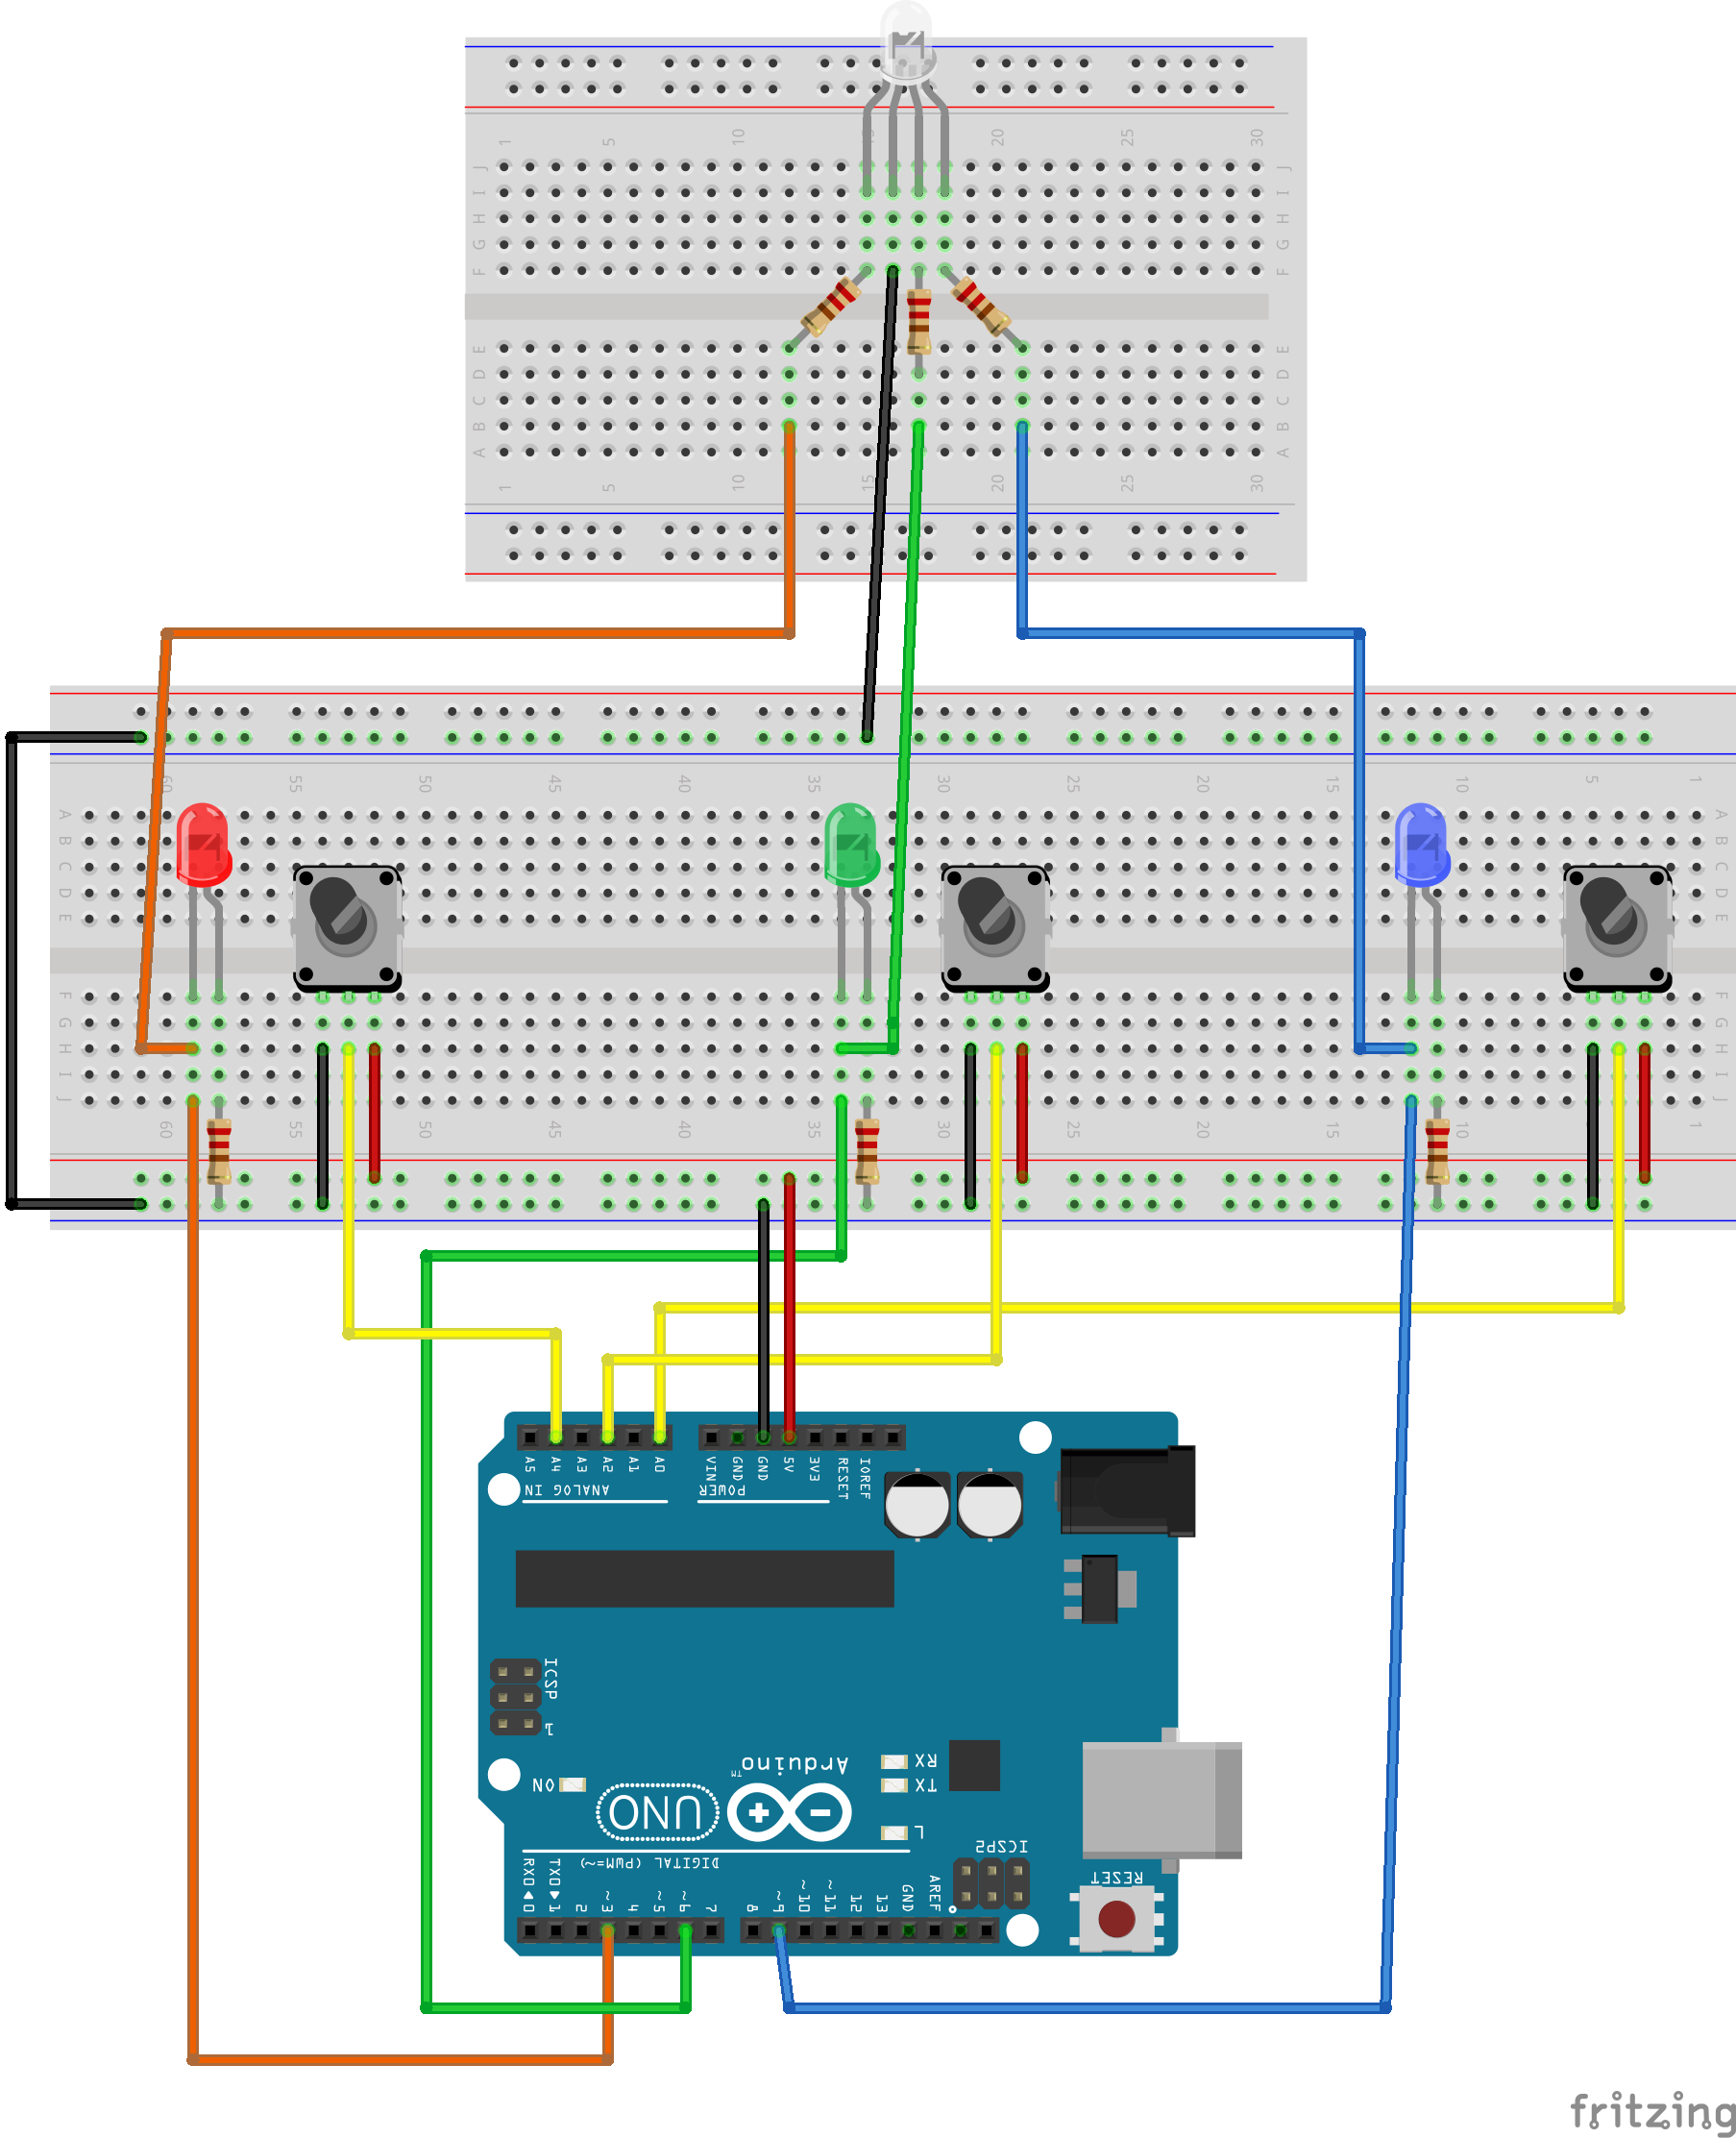 1 5 10 15 20 25 30
J J
I I
H H
G G
F F
E E
D D
C C
B B
A A
1 5 10 15 20 25 30
60 55 50 45 40 35 30 25 20 15 10 5 1
A A
B B
C C
D D
E E
F F
G G
H H
I I
J J
60 55 50 45 40 35 30 25 20 15 10 5 1
A5 A4 A3 A2 A1 A0 VIN GND GND 5V 3V3 RESET IOREF
ANALOG IN POWER
ICSP
1
Arduino™
RX
TX
ON
UNO
L
ICSP2
DIGITAL (PWM=~)
RESET
RX0◀0 TX0▶1 2 ~3 4 ~5 ~6 7 8 ~9 ~10 ~11 12 13 GND AREF
fritzing